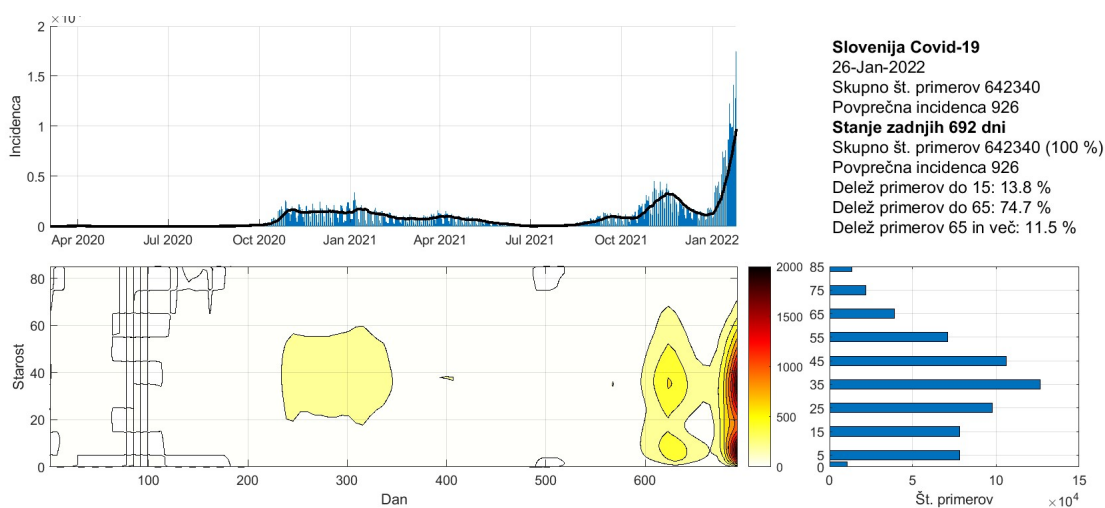 2
1.5
1
0.5
0
Incidenca
Apr 2020
Jul 2020
Oct 2020
Jan 2021
Apr 2021
Jul 2021
Oct 2021
Jan 2022
Slovenija Covid-19
26-Jan-2022
Skupno št. primerov 642340
Povprečna incidenca 926
Stanje zadnjih 692 dni
Skupno št. primerov 642340 (100 %)
Povprečna incidenca 926
Delež primerov do 15: 13.8 %
Delež primerov do 65: 74.7 %
Delež primerov 65 in več: 11.5 %
80
60
40
20
0
Starost
100
200
300
400
500
600
Dan
2000
1500
1000
500
0
85
75
65
55
45
35
25
15
5
0
0
5
10
15
Št. primerov
×10⁴